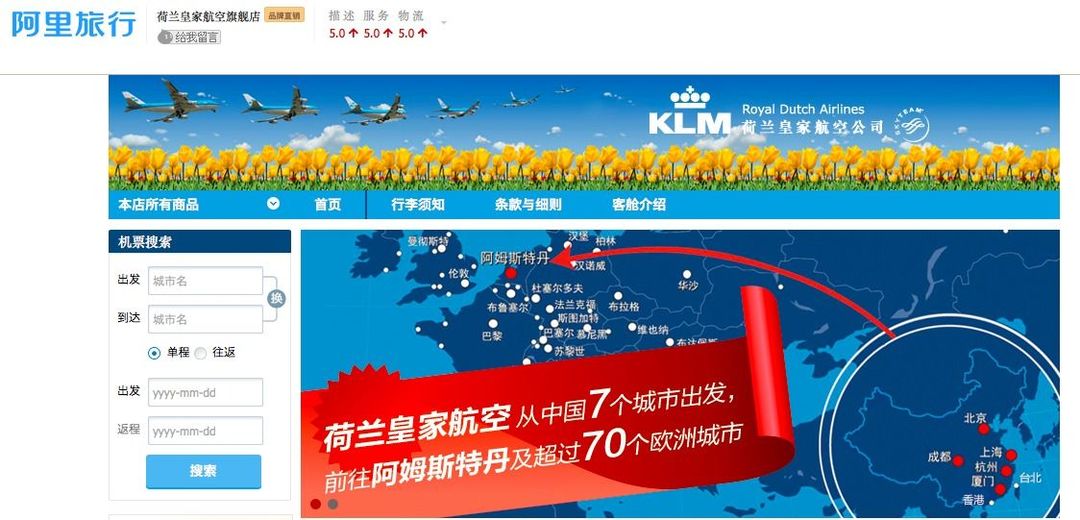 阿里旅行
荷兰皇家航空旗舰店 品牌直销
给我留言
描述 服务 物流
5.0 5.0 5.0
KLM
Royal Dutch Airlines
荷兰皇家航空公司
SKYTEAM
本店所有商品 首页 行李须知 条款与细则 客舱介绍
机票搜索
出发 城市名
换
到达 城市名
单程 往返
出发 yyyy-mm-dd
返程 yyyy-mm-dd
搜索
曼彻斯特
汉堡
柏林
阿姆斯特丹
汉诺威
伦敦
华沙
杜塞尔多夫
布鲁塞尔
法兰克福
布拉格
斯图加特
巴黎
巴塞尔
慕尼黑
维也纳
苏黎世
布达佩斯
荷兰皇家航空 从中国7个城市出发，
前往阿姆斯特丹及超过70个欧洲城市
北京
成都
上海
杭州
厦门
台北
香港